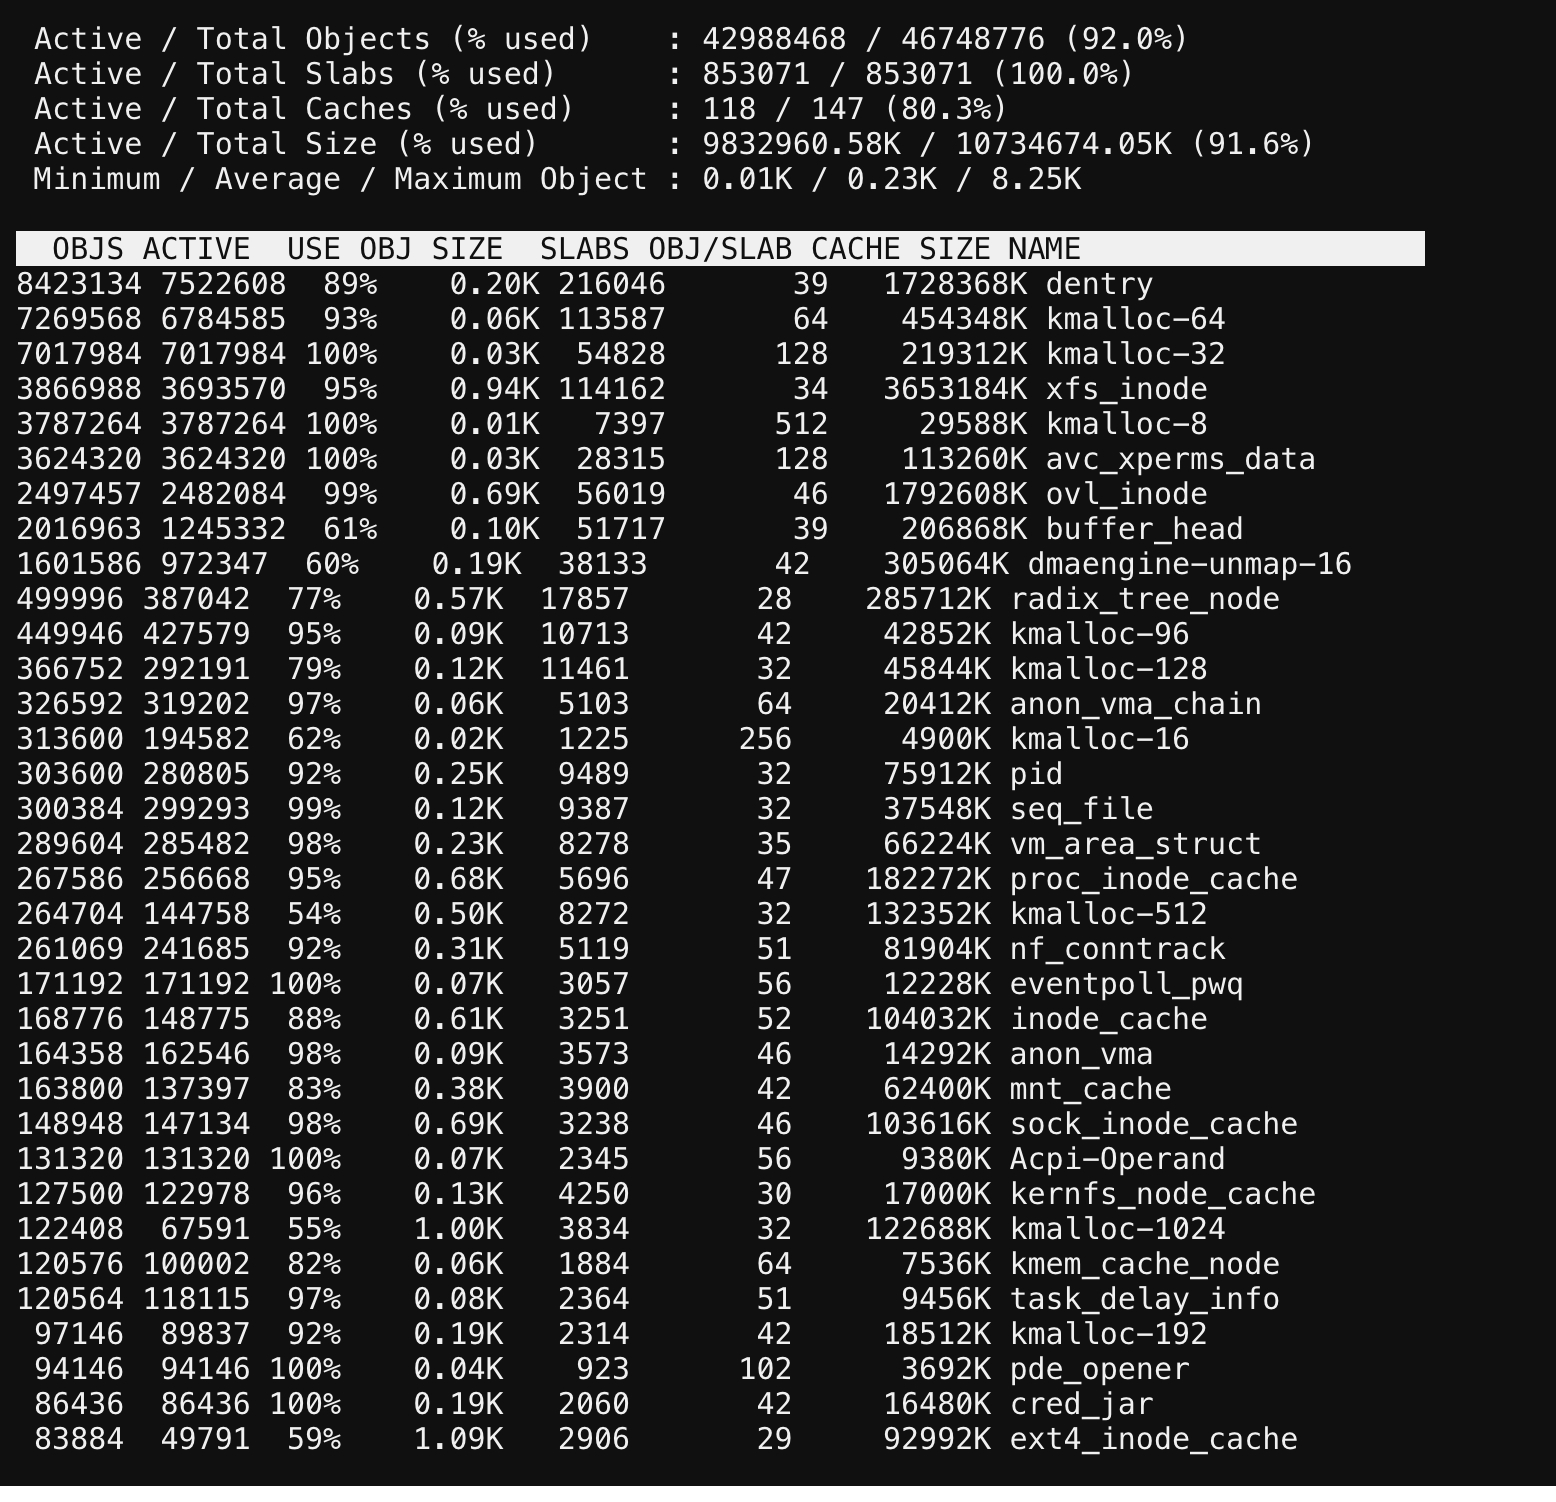 Active / Total Objects (% used)    : 42988468 / 46748776 (92.0%)
Active / Total Slabs (% used)      : 853071 / 853071 (100.0%)
Active / Total Caches (% used)     : 118 / 147 (80.3%)
Active / Total Size (% used)       : 9832960.58K / 10734674.05K (91.6%)
Minimum / Average / Maximum Object : 0.01K / 0.23K / 8.25K
OBJS ACTIVE  USE OBJ SIZE  SLABS OBJ/SLAB CACHE SIZE NAME
8423134 7522608  89%    0.20K 216046       39   1728368K dentry
7269568 6784585  93%    0.06K 113587       64    454348K kmalloc-64
7017984 7017984 100%    0.03K  54828      128    219312K kmalloc-32
3866988 3693570  95%    0.94K 114162       34   3653184K xfs_inode
3787264 3787264 100%    0.01K   7397      512     29588K kmalloc-8
3624320 3624320 100%    0.03K  28315      128    113260K avc_xperms_data
2497457 2482084  99%    0.69K  56019       46   1792608K ovl_inode
2016963 1245332  61%    0.10K  51717       39    206868K buffer_head
1601586 972347  60%    0.19K  38133       42    305064K dmaengine-unmap-16
499996 387042  77%    0.57K  17857       28    285712K radix_tree_node
449946 427579  95%    0.09K  10713       42     42852K kmalloc-96
366752 292191  79%    0.12K  11461       32     45844K kmalloc-128
326592 319202  97%    0.06K   5103       64     20412K anon_vma_chain
313600 194582  62%    0.02K   1225      256      4900K kmalloc-16
303600 280805  92%    0.25K   9489       32     75912K pid
300384 299293  99%    0.12K   9387       32     37548K seq_file
289604 285482  98%    0.23K   8278       35     66224K vm_area_struct
267586 256668  95%    0.68K   5696       47    182272K proc_inode_cache
264704 144758  54%    0.50K   8272       32    132352K kmalloc-512
261069 241685  92%    0.31K   5119       51     81904K nf_conntrack
171192 171192 100%    0.07K   3057       56     12228K eventpoll_pwq
168776 148775  88%    0.61K   3251       52    104032K inode_cache
164358 162546  98%    0.09K   3573       46     14292K anon_vma
163800 137397  83%    0.38K   3900       42     62400K mnt_cache
148948 147134  98%    0.69K   3238       46    103616K sock_inode_cache
131320 131320 100%    0.07K   2345       56      9380K Acpi-Operand
127500 122978  96%    0.13K   4250       30     17000K kernfs_node_cache
122408  67591  55%    1.00K   3834       32    122688K kmalloc-1024
120576 100002  82%    0.06K   1884       64      7536K kmem_cache_node
120564 118115  97%    0.08K   2364       51      9456K task_delay_info
97146  89837  92%    0.19K   2314       42     18512K kmalloc-192
94146  94146 100%    0.04K    923      102      3692K pde_opener
86436  86436 100%    0.19K   2060       42     16480K cred_jar
83884  49791  59%    1.09K   2906       29     92992K ext4_inode_cache